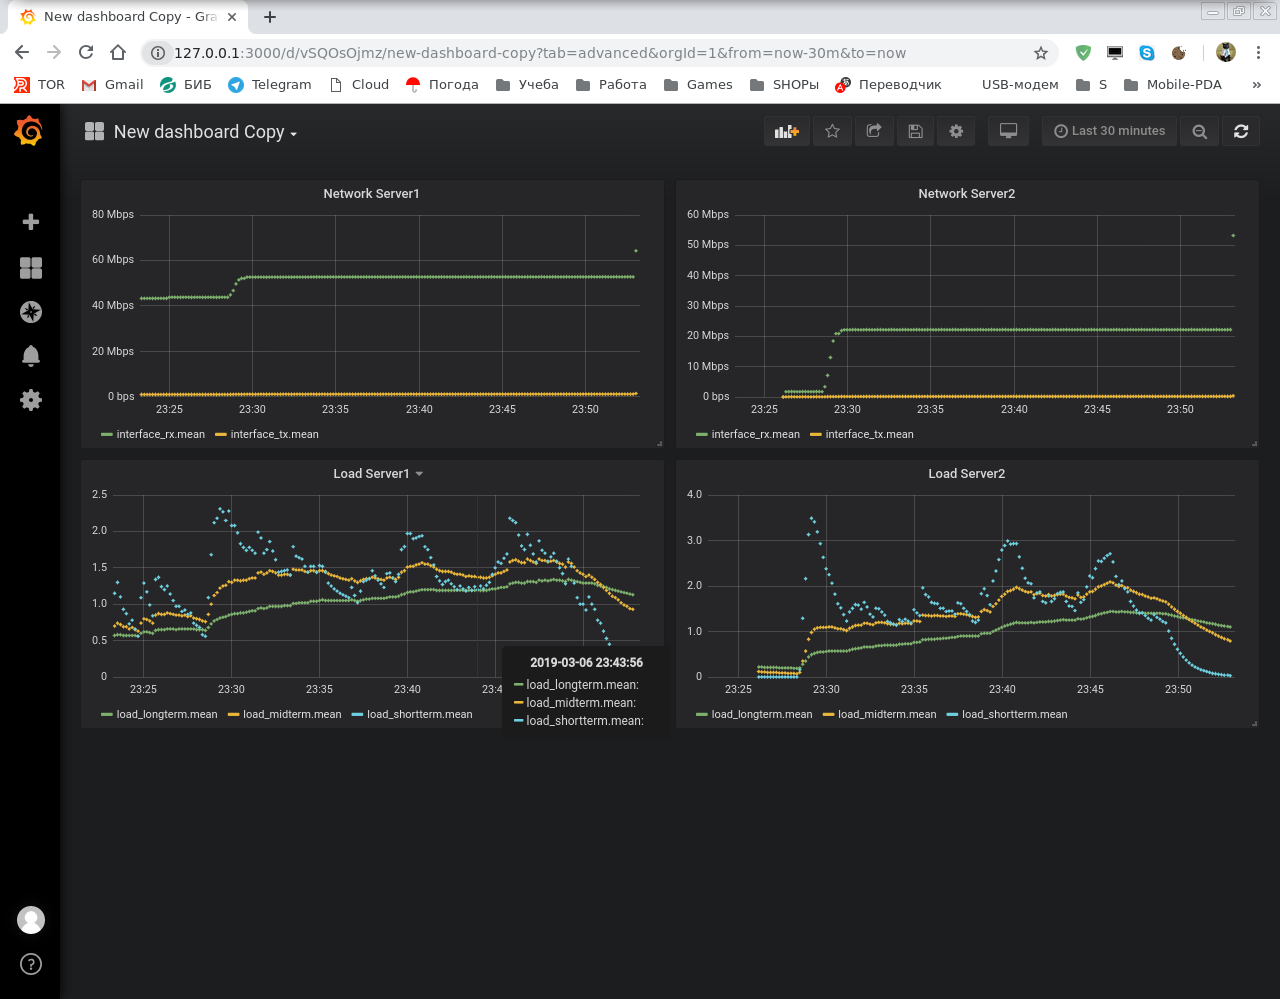 New dashboard Copy - Gra
127.0.0.1:3000/d/vSQOsOjmz/new-dashboard-copy?tab=advanced&orgId=1&from=now-30m&to=now
TOR Gmail БИБ Telegram Cloud Погода Учеба Работа Games SHOPы Переводчик USB-модем S Mobile-PDA »
New dashboard Copy
Last 30 minutes
Network Server1
80 Mbps
60 Mbps
40 Mbps
20 Mbps
0 bps
23:25 23:30 23:35 23:40 23:45 23:50
interface_rx.mean interface_tx.mean
Network Server2
60 Mbps
50 Mbps
40 Mbps
30 Mbps
20 Mbps
10 Mbps
0 bps
23:25 23:30 23:35 23:40 23:45 23:50
interface_rx.mean interface_tx.mean
Load Server1
2.5
2.0
1.5
1.0
0.5
0
23:25 23:30 23:35 23:40 23:4
load_longterm.mean load_midterm.mean load_shortterm.mean
2019-03-06 23:43:56
load_longterm.mean:
load_midterm.mean:
load_shortterm.mean:
Load Server2
4.0
3.0
2.0
1.0
0
23:25 23:30 23:35 23:40 23:45 23:50
load_longterm.mean load_midterm.mean load_shortterm.mean